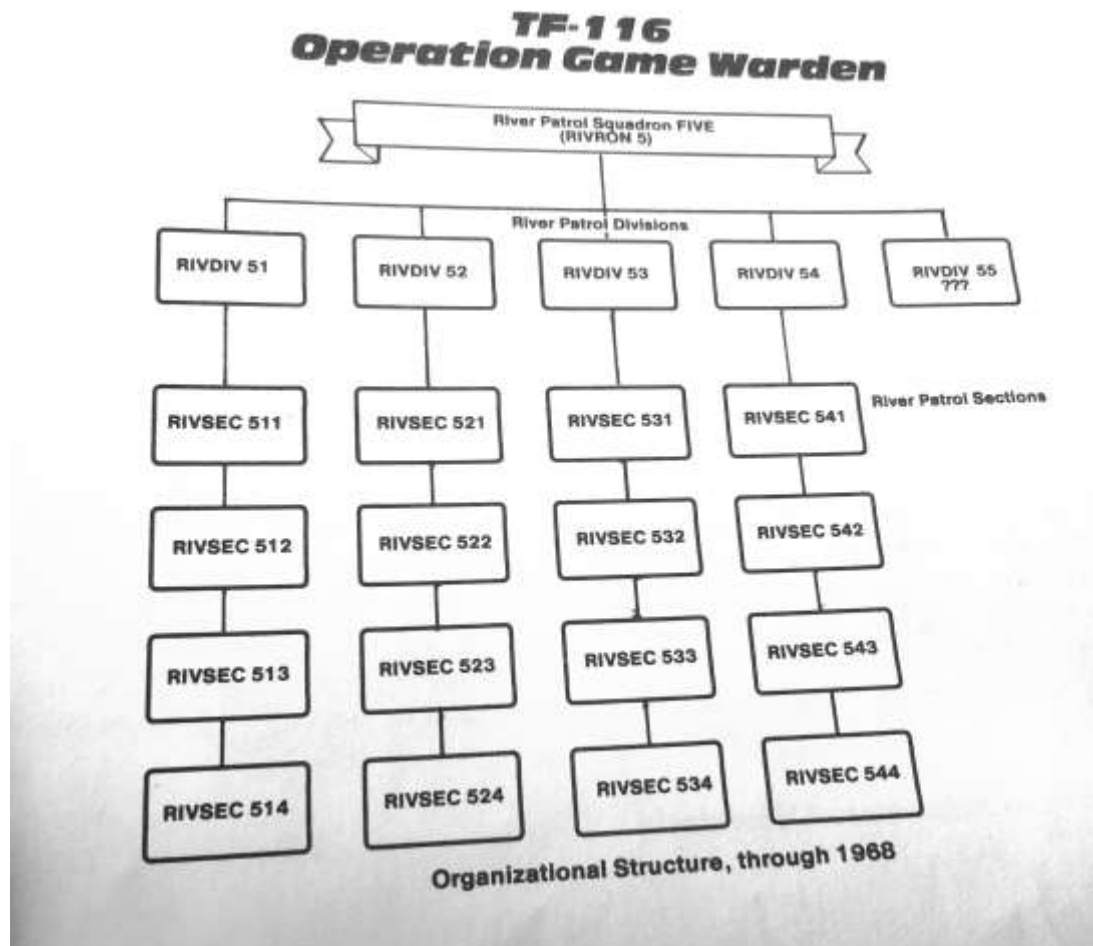 TF-116
Operation Game Warden
River Patrol Squadron FIVE
(RIVRON 5)
River Patrol Divisions
RIVDIV 51
RIVDIV 52
RIVDIV 53
RIVDIV 54
RIVDIV 55
???
River Patrol Sections
RIVSEC 511
RIVSEC 521
RIVSEC 531
RIVSEC 541
RIVSEC 512
RIVSEC 522
RIVSEC 532
RIVSEC 542
RIVSEC 513
RIVSEC 523
RIVSEC 533
RIVSEC 543
RIVSEC 514
RIVSEC 524
RIVSEC 534
RIVSEC 544
Organizational Structure, through 1968